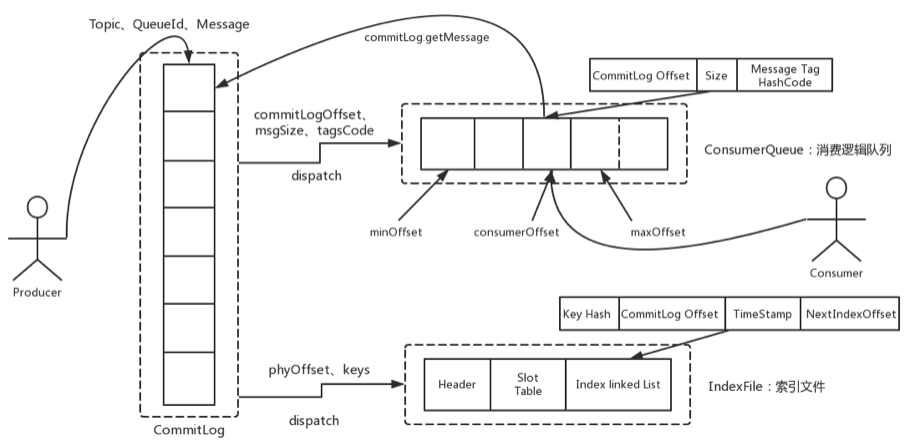 Topic、QueueId、Message
commitLog.getMessage
CommitLog Offset
Size
Message Tag
HashCode
commitLogOffset、
msgSize、tagsCode
dispatch
ConsumerQueue：消费逻辑队列
minOffset
consumerOffset
maxOffset
Producer
Consumer
Key Hash
CommitLog Offset
TimeStamp
NextIndexOffset
phyOffset、keys
dispatch
Header
Slot
Table
Index linked List
IndexFile：索引文件
CommitLog